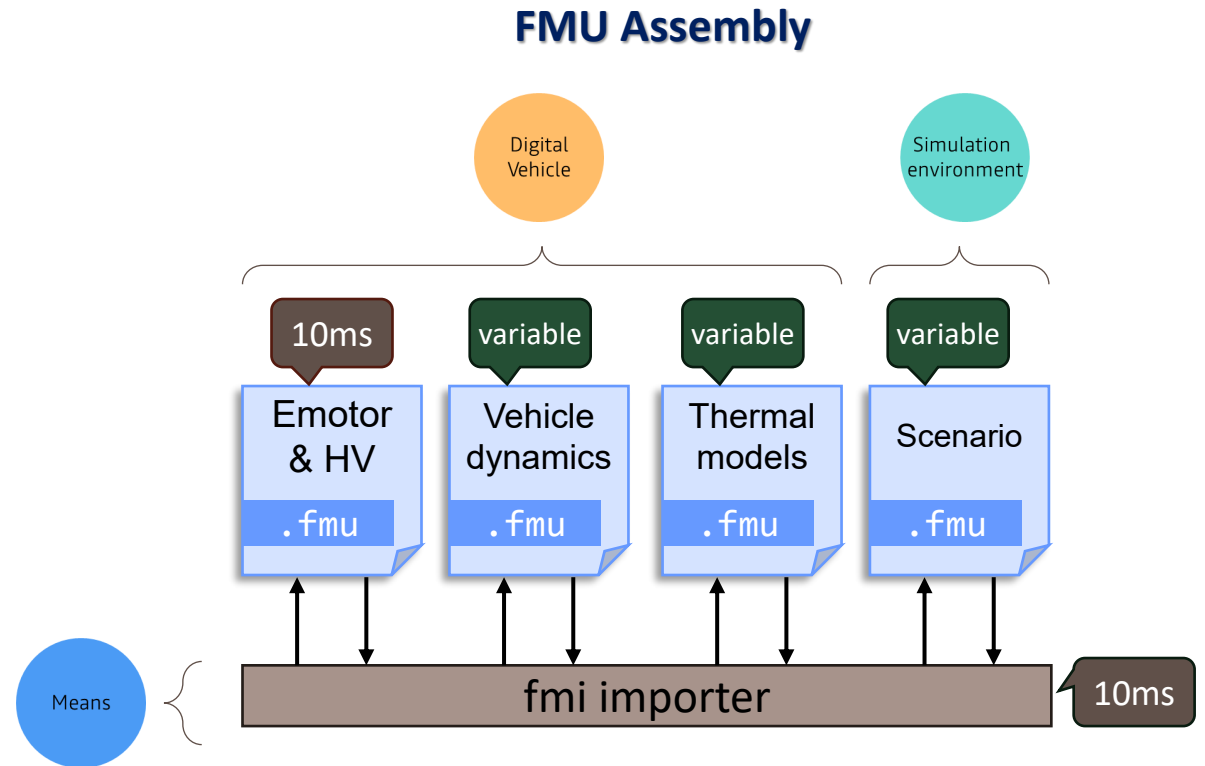 FMU Assembly
Digital
Vehicle
Simulation
environment
10ms
variable
variable
variable
Emotor
& HV
.fmu
Vehicle
dynamics
.fmu
Thermal
models
.fmu
Scenario
.fmu
Means
fmi importer
10ms